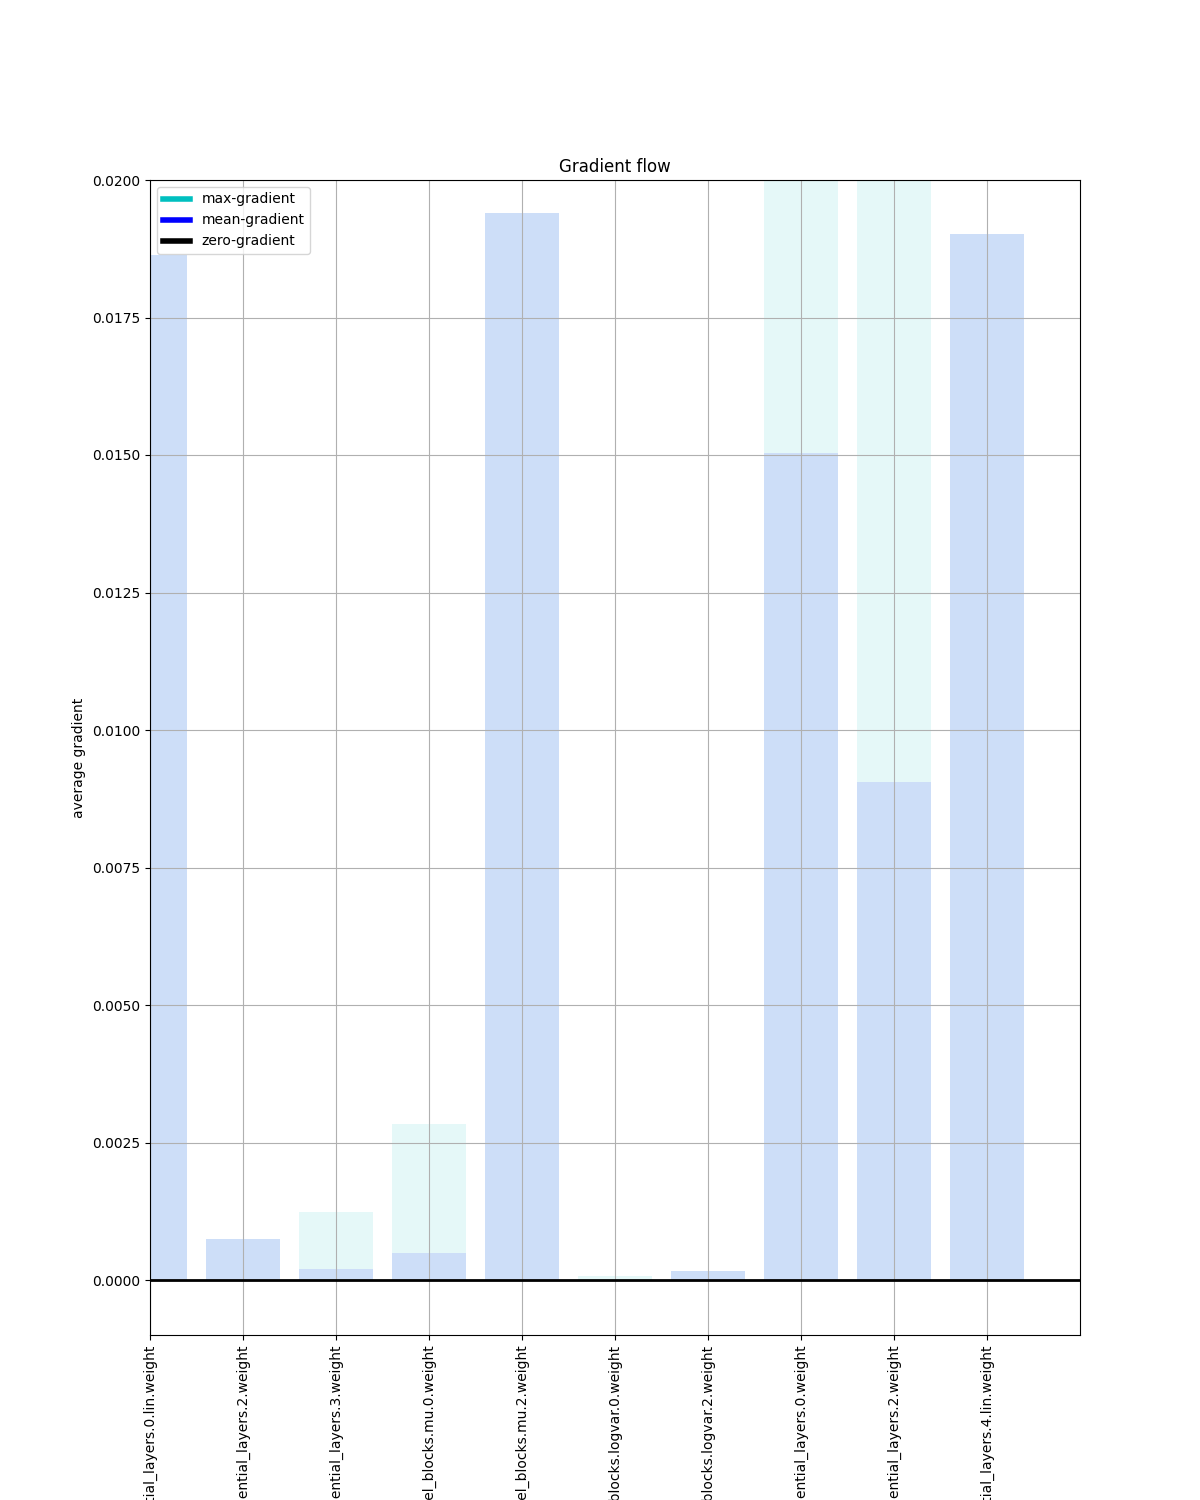 Gradient flow
max-gradient
mean-gradient
zero-gradient
0.0200
0.0175
0.0150
0.0125
0.0100
0.0075
0.0050
0.0025
0.0000
average gradient
tial_layers.0.lin.weight
ential_layers.2.weight
ential_layers.3.weight
el_blocks.mu.0.weight
el_blocks.mu.2.weight
blocks.logvar.0.weight
blocks.logvar.2.weight
ential_layers.0.weight
ential_layers.2.weight
tial_layers.4.lin.weight